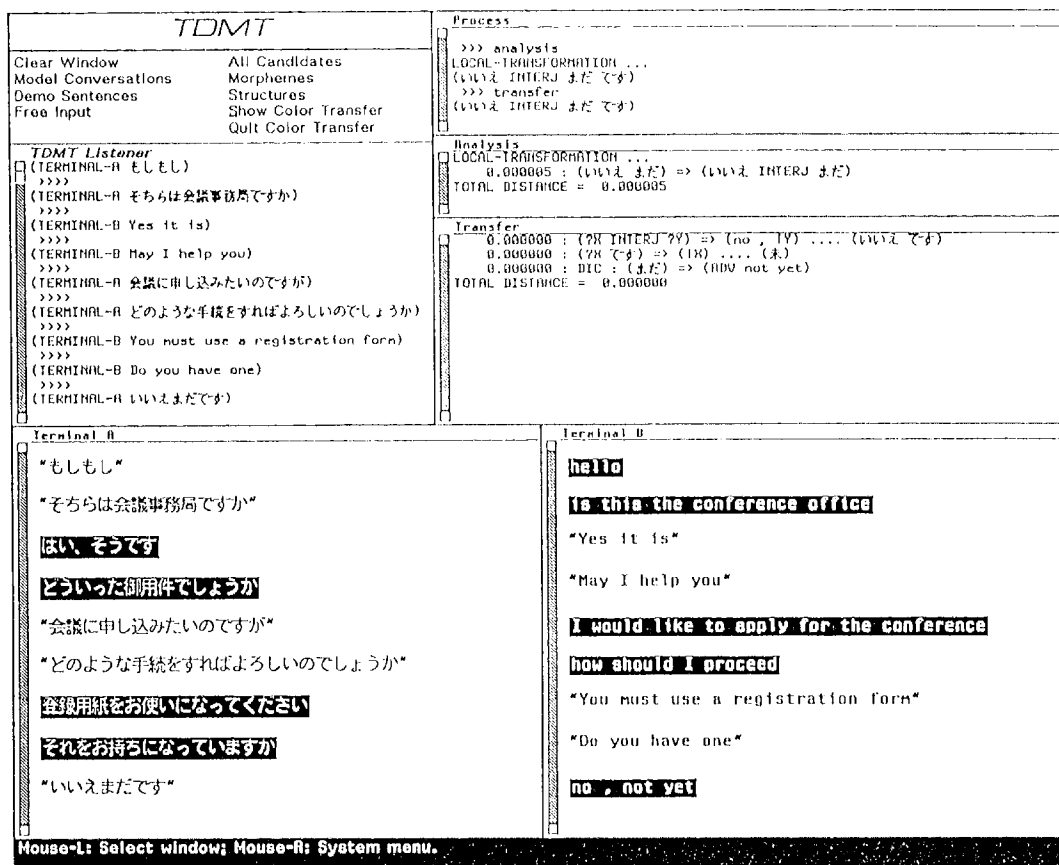 TDMT
Clear Window
Model Conversations
Demo Sentences
Free Input
All Candidates
Morphemes
Structures
Show Color Transfer
Quit Color Transfer
TDMT Listener
(TERMINAL-A もしもし)
>>>>
(TERMINAL-A そちらは会議事務局ですか)
>>>>
(TERMINAL-B Yes it is)
>>>>
(TERMINAL-B May I help you)
>>>>
(TERMINAL-A 会議に申し込みたいのですが)
>>>>
(TERMINAL-A どのような手続をすればよろしいのでしょうか)
>>>>
(TERMINAL-B You must use a registration form)
>>>>
(TERMINAL-B Do you have one)
>>>>
(TERMINAL-A いいえまだです)
Process
>>> analysis
LOCAL-TRANSFORMATION ...
(いいえ INTERJ まだ です)
>>> transfer
(いいえ INTERJ まだ です)
Analysis
LOCAL-TRANSFORMATION ...
0.000005 : (いいえ まだ) => (いいえ INTERJ まだ)
TOTAL DISTANCE = 0.000005
Transfer
0.000000 : (?X INTERJ ?Y) => (no , !Y) .... (いいえ です)
0.000000 : (?X です) => (!X) .... (未)
0.000000 : DIC : (まだ) => (ADV not yet)
TOTAL DISTANCE = 0.000000
Terminal A
"もしもし"
"そちらは会議事務局ですか"
はい、そうです
どういった御用件でしょうか
"会議に申し込みたいのですが"
"どのような手続をすればよろしいのでしょうか"
登録用紙をお使いになってください
それをお持ちになっていますか
"いいえまだです"
Terminal B
hello
is this the conference office
"Yes it is"
"May I help you"
I would like to apply for the conference
how should I proceed
"You must use a registration form"
"Do you have one"
no , not yet
Mouse-L: Select window; Mouse-R: System menu.